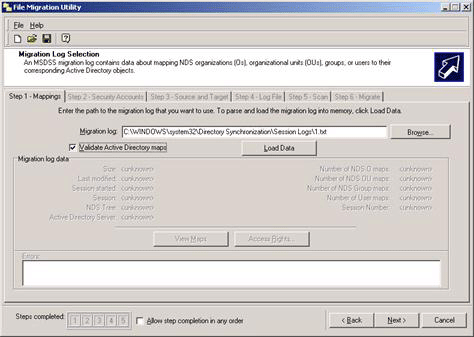 File Migration Utility
File Help
Migration Log Selection
An MSDSS migration log contains data about mapping NDS organizations (Os), organizational units (OUs), groups, or users to their
corresponding Active Directory objects.
Step 1 - Mappings Step 2 - Security Accounts Step 3 - Source and Target Step 4 - Log File Step 5 - Scan Step 6 - Migrate
Enter the path to the migration log that you want to use. To parse and load the migration log into memory, click Load Data.
Migration log: C:\WINDOWS\system32\Directory Synchronization\Session Logs\1.txt Browse...
Validate Active Directory maps Load Data
Migration log data
Size: <unknown> Number of NDS O maps: <unknown>
Last modified: <unknown> Number of NDS OU maps: <unknown>
Session started: <unknown> Number of NDS Group maps: <unknown>
Session: <unknown> Number of User maps: <unknown>
NDS Tree: <unknown> Session Number: <unknown>
Active Directory Server: <unknown>
View Maps Access Rights...
Errors:
Steps completed: 1 2 3 4 5 Allow step completion in any order < Back Next > Cancel